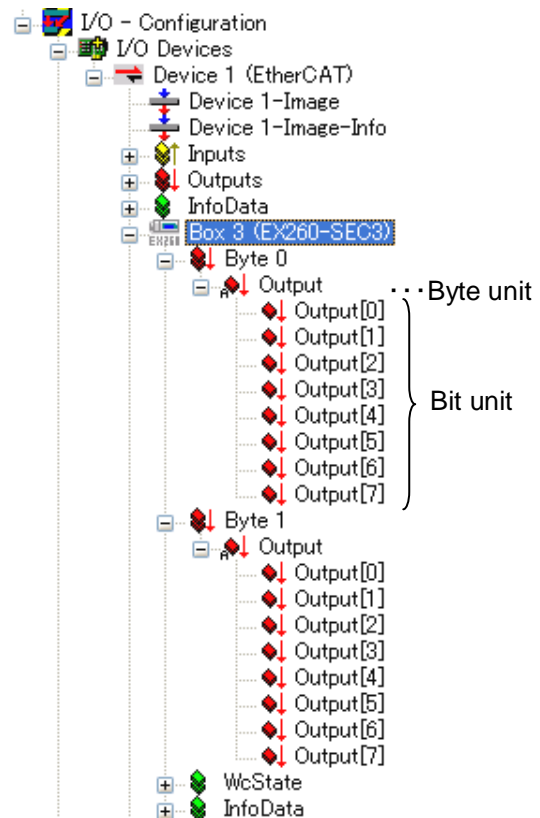 I/O - Configuration
I/O Devices
Device 1 (EtherCAT)
Device 1-Image
Device 1-Image-Info
Inputs
Outputs
InfoData
EX260 Box 3 (EX260-SEC3)
Byte 0
A Output ・・・Byte unit
Output[0]
Output[1]
Output[2]
Output[3]
Output[4] Bit unit
Output[5]
Output[6]
Output[7]
Byte 1
A Output
Output[0]
Output[1]
Output[2]
Output[3]
Output[4]
Output[5]
Output[6]
Output[7]
WcState
InfoData